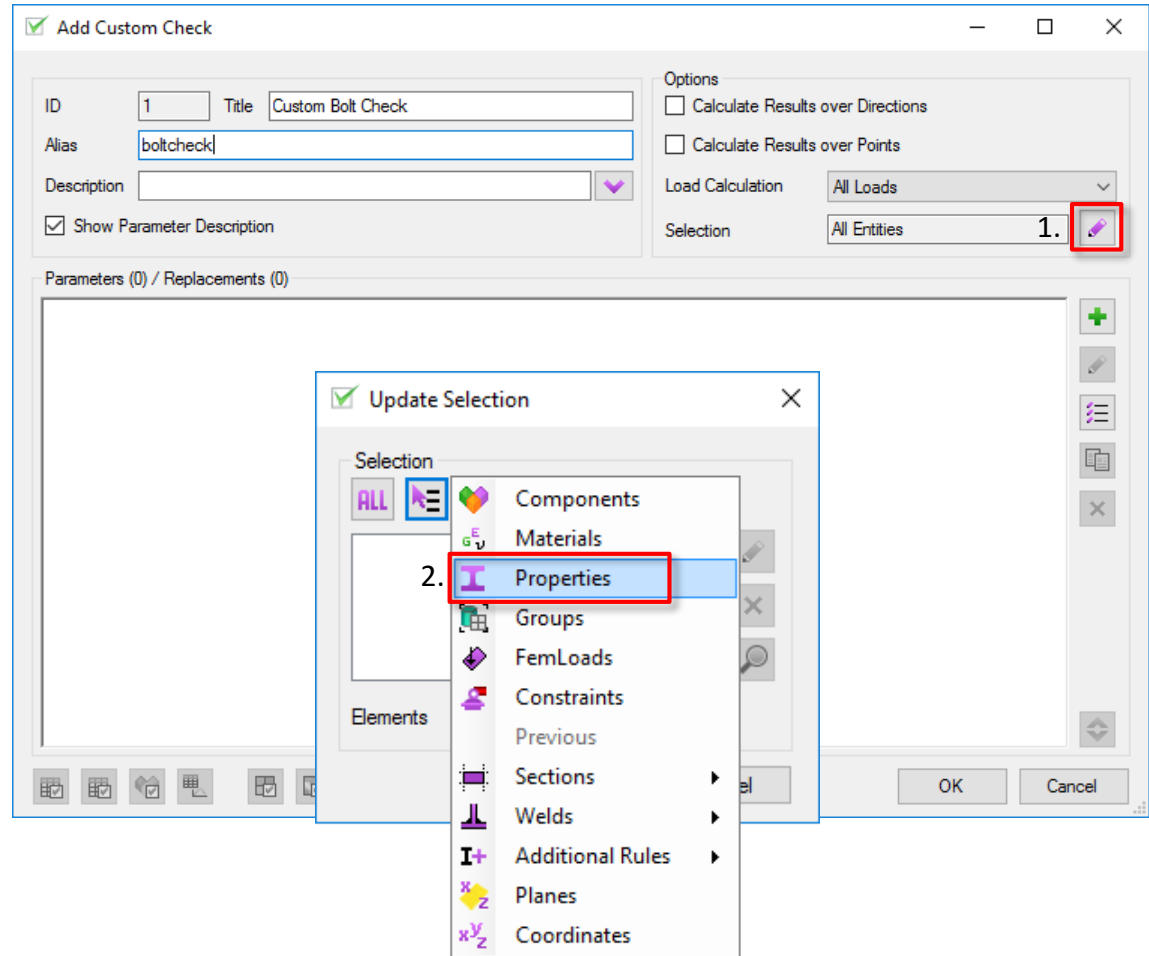 Add Custom Check
ID 1 Title Custom Bolt Check
Alias boltcheck
Description
Show Parameter Description
Options
Calculate Results over Directions
Calculate Results over Points
Load Calculation All Loads
Selection All Entities 1.
Parameters (0) / Replacements (0)
Update Selection
Selection
ALL
Components
Materials
2. Properties
Groups
FemLoads
Constraints
Elements
Previous
Sections
Welds
Additional Rules
Planes
Coordinates
el
OK Cancel